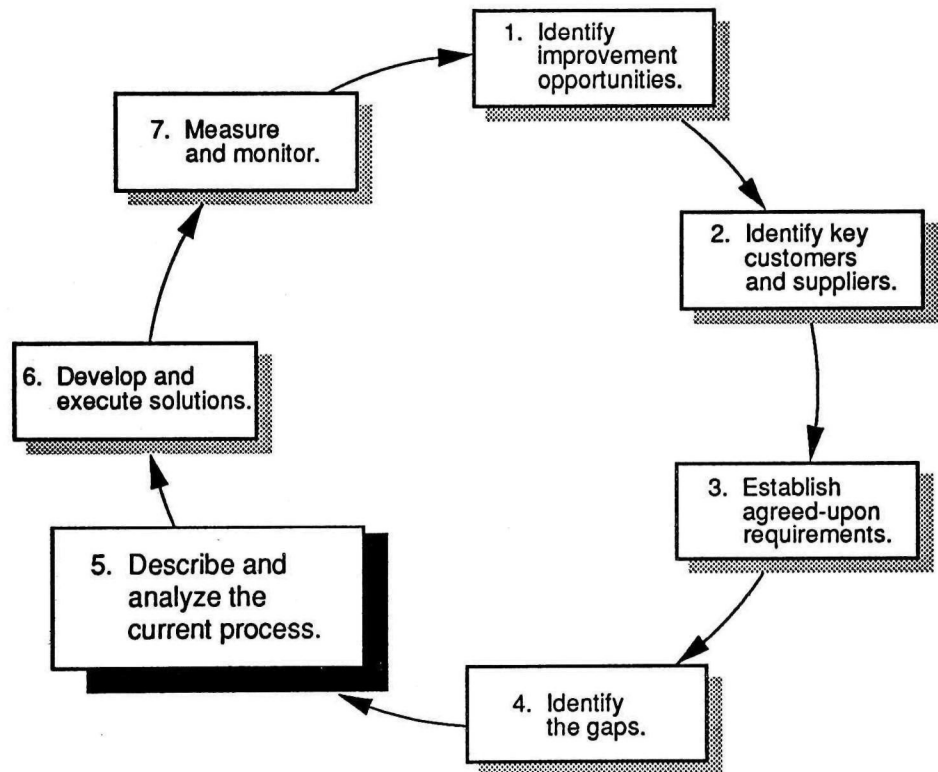 1. Identify
improvement
opportunities.
2. Identify key
customers
and suppliers.
3. Establish
agreed-upon
requirements.
4. Identify
the gaps.
5. Describe and
analyze the
current process.
6. Develop and
execute solutions.
7. Measure
and monitor.